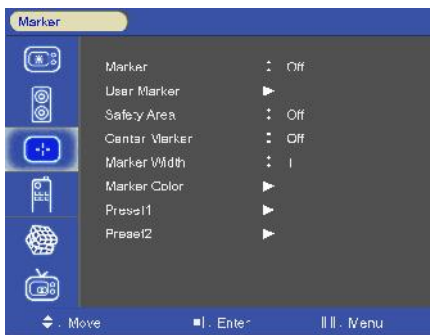 Marker
Marker : Off
User Marker ▶
Safety Area : Off
Center Marker : Off
Marker Width : 1
Marker Color ▶
Preset1 ▶
Preset2 ▶
Move Enter Menu